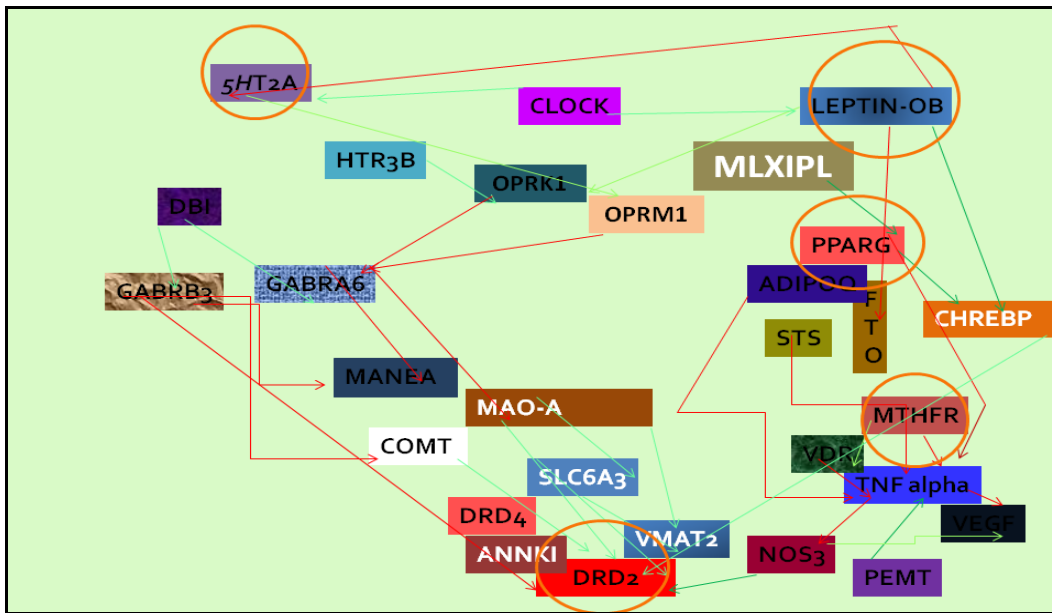 5HT2A
CLOCK
LEPTIN-OB
HTR3B
OPRK1
MLXIPL
DBI
OPRM1
PPARG
GABRB3
GABRA6
ADIPOQ
FTO
CHREBP
STS
MANEA
MAO-A
MTHFR
COMT
VDR
SLC6A3
TNF alpha
DRD4
VEGF
VMAT2
ANNKI
NOS3
DRD2
PEMT